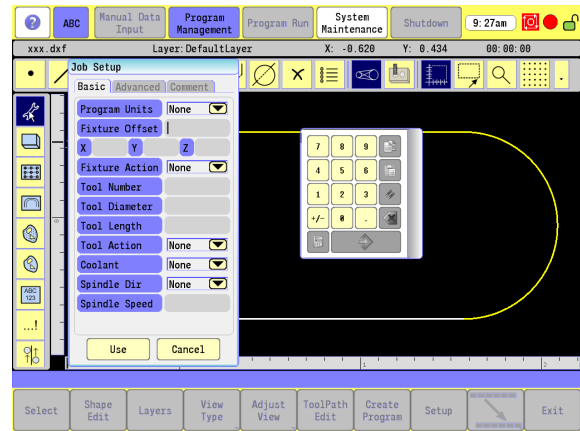 ?
ABC
Manual Data Input
Program Management
Program Run
System Maintenance
Shutdown
9:27am
xxx.dxf
Layer: DefaultLayer
X: -0.620
Y: 0.434
00:00:00
Job Setup
Basic
Advanced
Comment
Program Units
None
Fixture Offset
X
Y
Z
Fixture Action
None
Tool Number
Tool Diameter
Tool Length
Tool Action
None
Coolant
None
Spindle Dir
None
Spindle Speed
Use
Cancel
7 8 9
4 5 6
1 2 3
+/- 0 .
ABC
123
...!
0
1
2
Select
Shape Edit
Layers
View Type
Adjust View
ToolPath Edit
Create Program
Setup
Exit